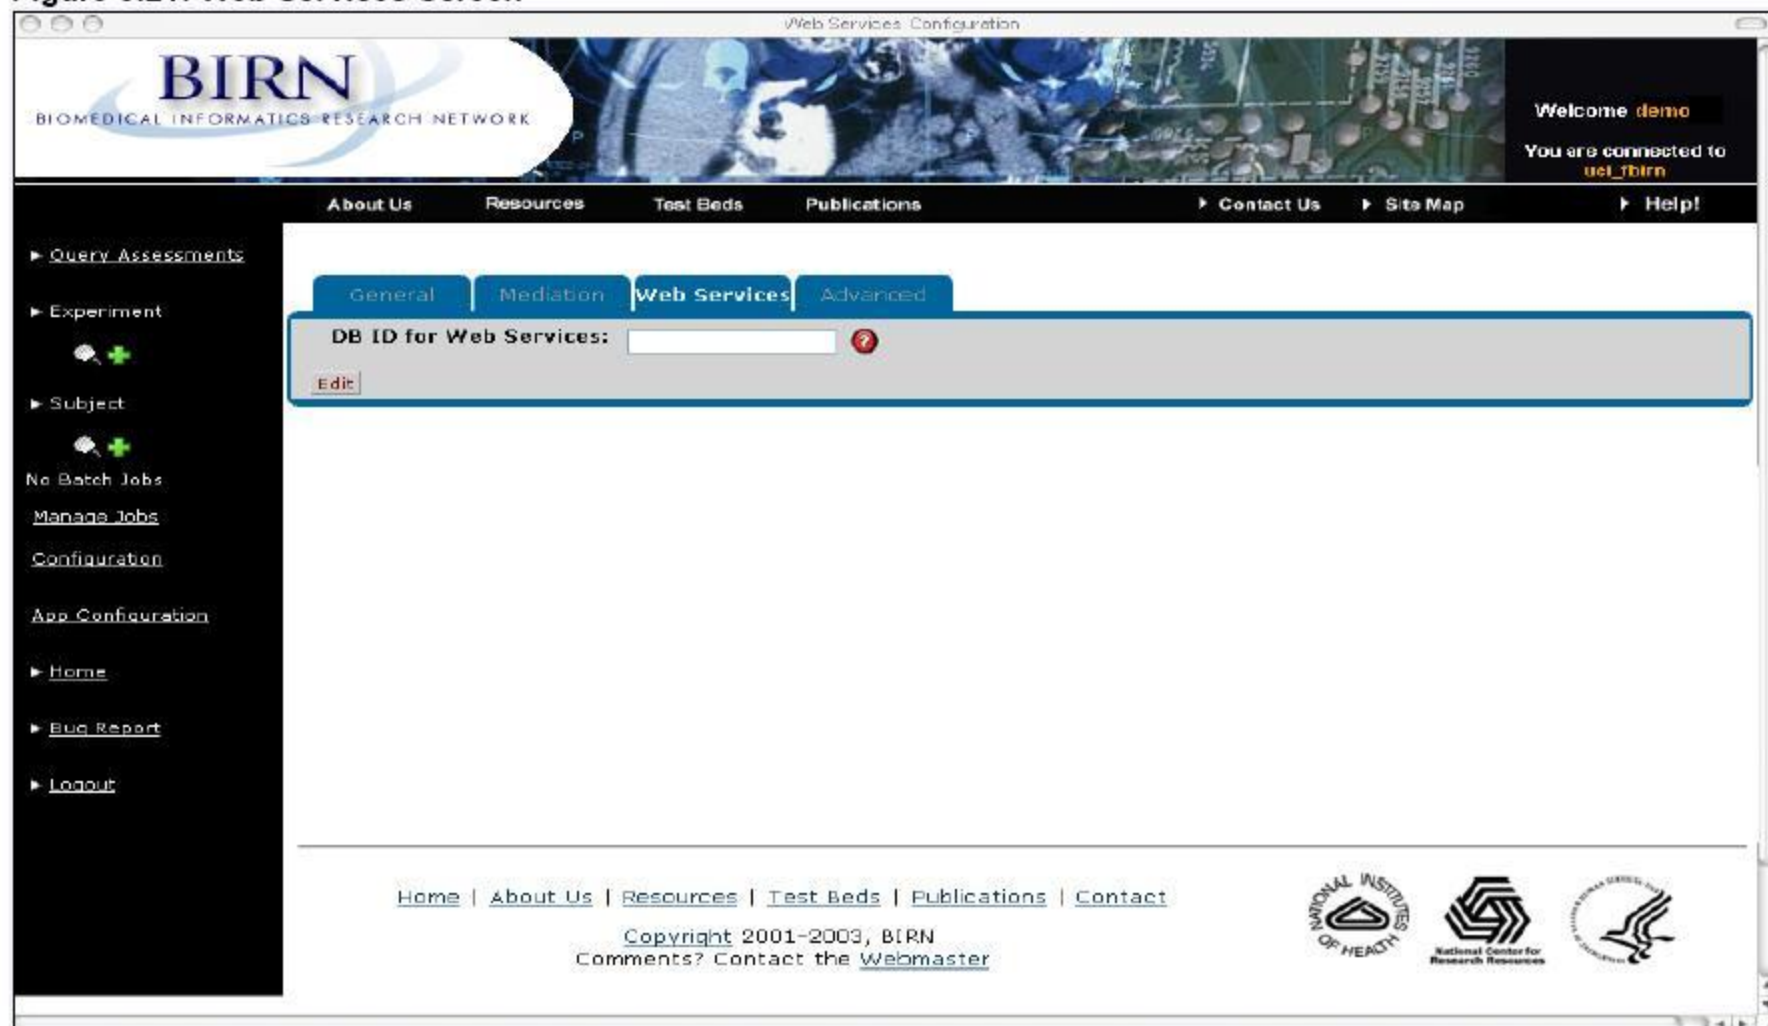 Web Services Configuration
BIRN
BIOMEDICAL INFORMATICS RESEARCH NETWORK
Welcome demo
You are connected to
uci_fbirn
About Us Resources Test Beds Publications Contact Us Site Map Help!
Query Assessments
Experiment
Subject
No Batch Jobs
Manage Jobs
Configuration
App Configuration
Home
Bug Report
Logout
General Mediation Web Services Advanced
DB ID for Web Services: ?
Edit
Home | About Us | Resources | Test Beds | Publications | Contact
Copyright 2001-2003, BIRN
Comments? Contact the Webmaster
NATIONAL INSTITUTES OF HEALTH
National Center for
Research Resources